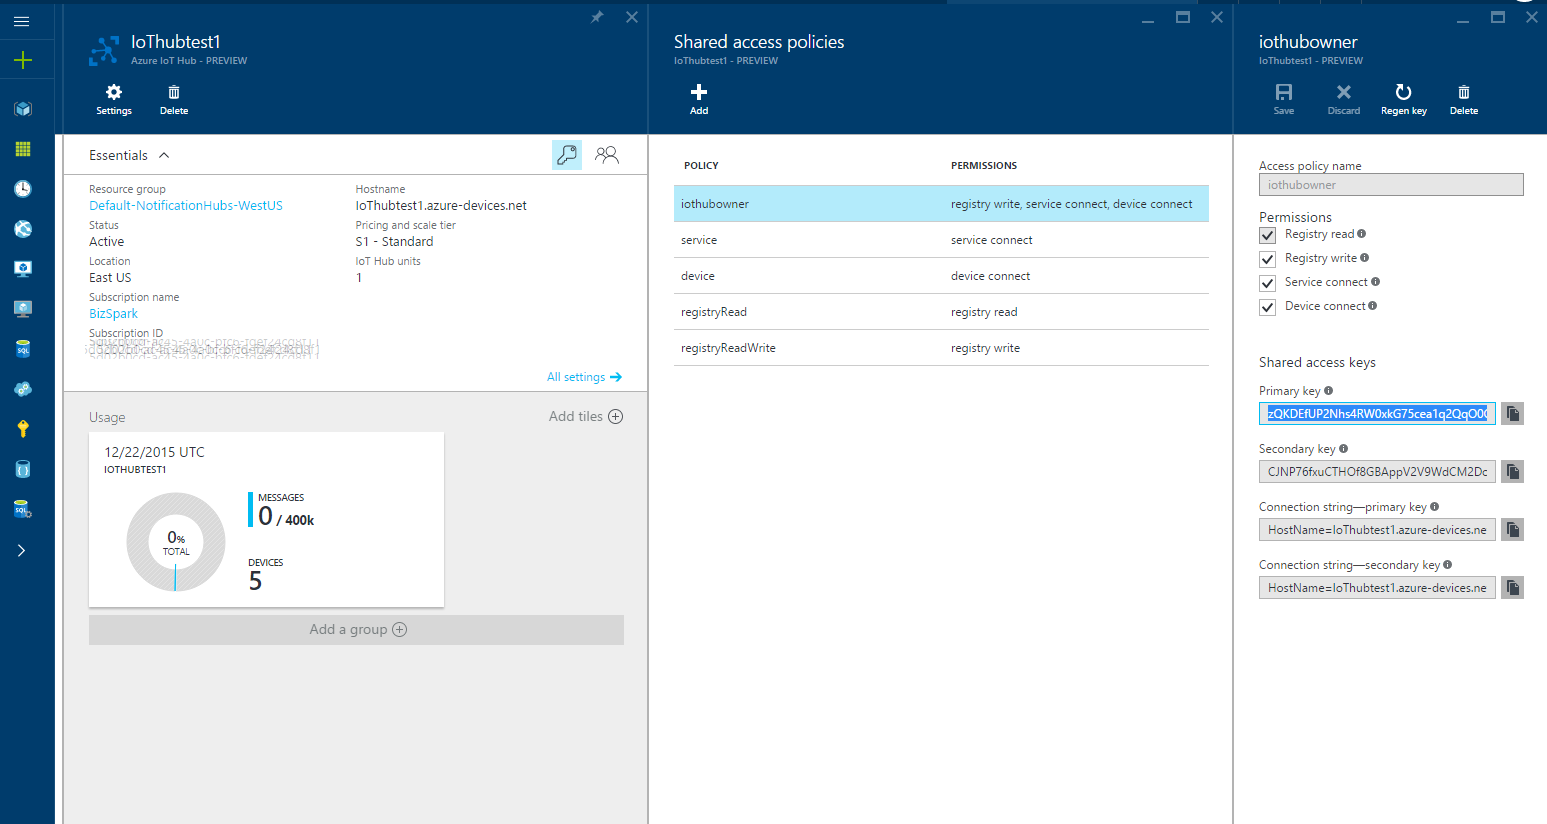 IoThubtest1
Azure IoT Hub - PREVIEW
Settings
Delete
Essentials
Resource group
Default-NotificationHubs-WestUS
Status
Active
Location
East US
Subscription name
BizSpark
Subscription ID
Hostname
IoThubtest1.azure-devices.net
Pricing and scale tier
S1 - Standard
IoT Hub units
1
All settings
Usage
Add tiles
12/22/2015 UTC
IOTHUBTEST1
0%
TOTAL
MESSAGES
0 / 400k
DEVICES
5
Add a group
Shared access policies
IoThubtest1 - PREVIEW
Add
POLICY PERMISSIONS
iothubowner registry write, service connect, device connect
service service connect
device device connect
registryRead registry read
registryReadWrite registry write
iothubowner
IoThubtest1 - PREVIEW
Save
Discard
Regen key
Delete
Access policy name
iothubowner
Permissions
Registry read
Registry write
Service connect
Device connect
Shared access keys
Primary key
zQKDEfUP2Nhs4RW0xkG75cea1q2QqO0
Secondary key
CJNP76fxuCTHOf8GBAppV2V9WdCM2Dc
Connection string—primary key
HostName=IoThubtest1.azure-devices.ne
Connection string—secondary key
HostName=IoThubtest1.azure-devices.ne
SQL
SQL